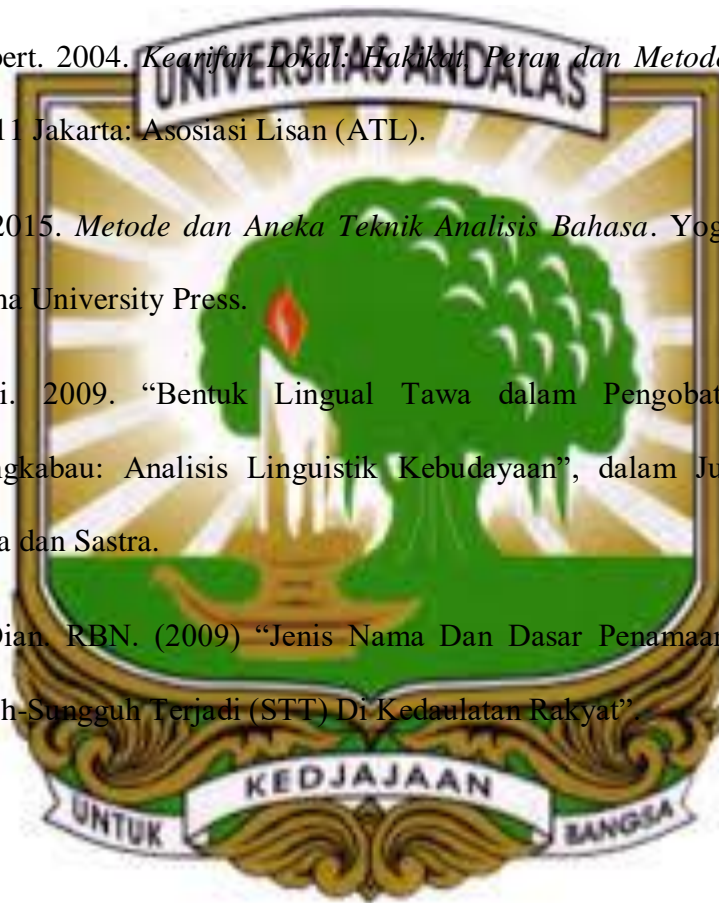 pert. 2004. Kearifan Lokal: Hakikat, Peran dan Metode
UNIVERSITAS ANDALAS
11 Jakarta: Asosiasi Lisan (ATL).
2015. Metode dan Aneka Teknik Analisis Bahasa. Yog
na University Press.
i. 2009. “Bentuk Lingual Tawa dalam Pengobat
ngkabau: Analisis Linguistik Kebudayaan”, dalam Ju
a dan Sastra.
Dian. RBN. (2009) “Jenis Nama Dan Dasar Penamaan
h-Sungguh Terjadi (STT) Di Kedaulatan Rakyat”.
UNTUK KEDJAJAAN BANGSA